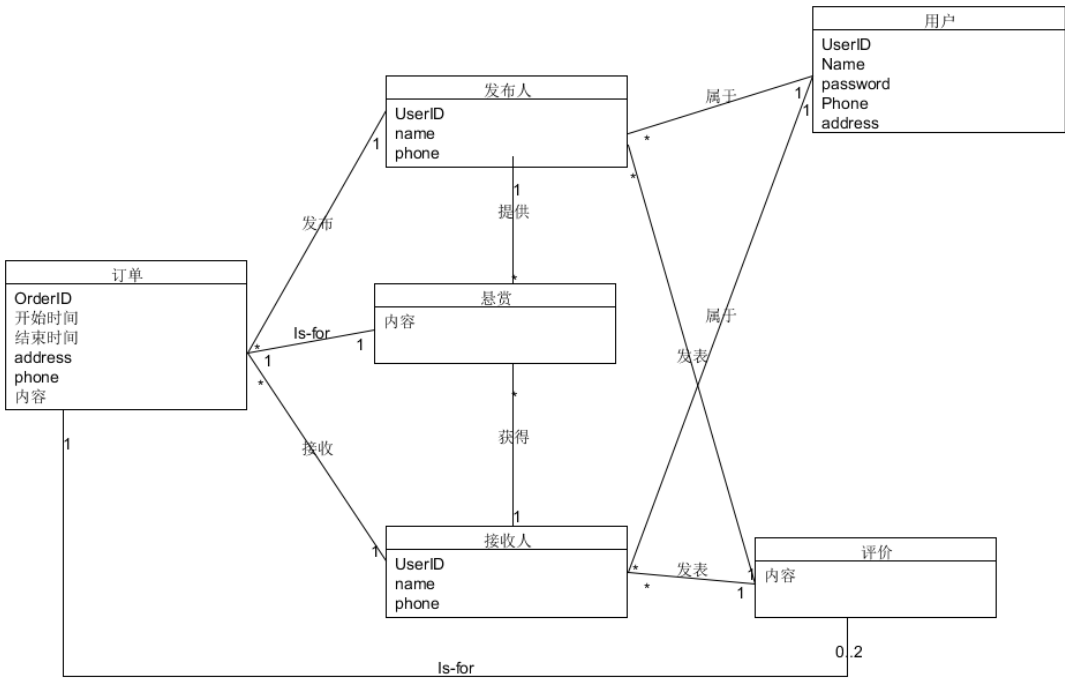 用户
UserID
Name
password
Phone
address
发布人
UserID
name
phone
属于
1
*
1
1
*
1
提供
发布
*
订单
OrderID
开始时间
结束时间
address
phone
内容
悬赏
内容
Is-for
*
1
1
*
*
属于
发表
获得
接收
1
1
1
接收人
UserID
name
phone
*
*
发表
1
1
评价
内容
0..2
Is-for